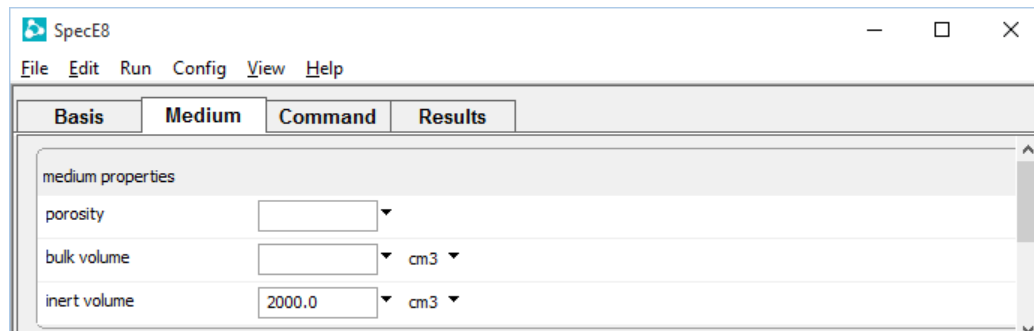 SpecE8
File Edit Run Config View Help
Basis Medium Command Results
medium properties
porosity
bulk volume cm3
inert volume 2000.0 cm3